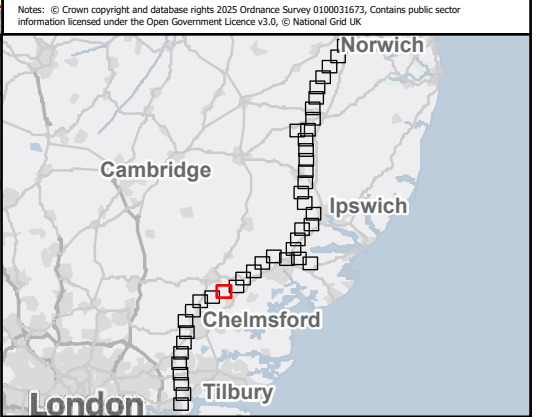 Notes: © Crown copyright and database rights 2025 Ordnance Survey 0100031673, Contains public sector
information licensed under the Open Government Licence v3.0, © National Grid UK
Norwich
Cambridge
Ipswich
Chelmsford
Tilbury
London